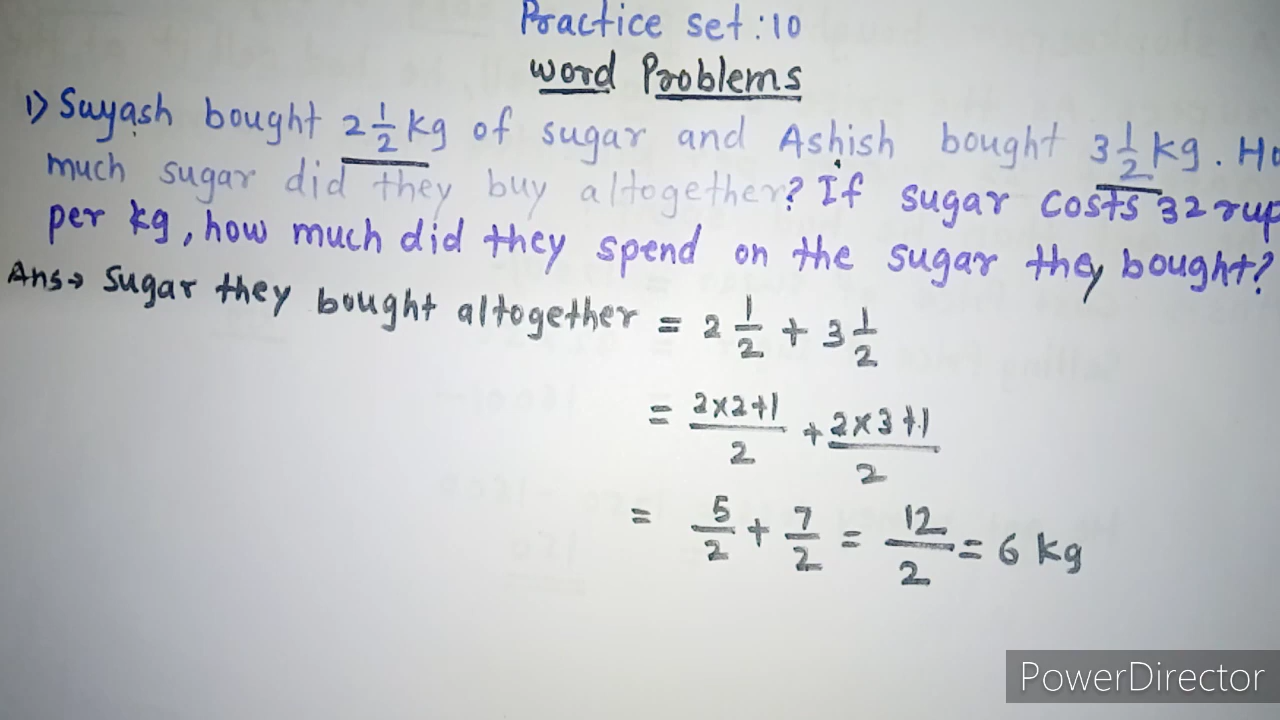 Practice set:10
Word Problems
1) Suyash bought 2 1/2 kg of sugar and Ashish bought 3 1/2 kg. Ho
much sugar did they buy altogether? If sugar costs 32 rup
per kg, how much did they spend on the sugar they bought?
Ans→ Sugar they bought altogether = 2 1/2 + 3 1/2
= 2×2+1/2 + 2×3+1/2
= 5/2 + 7/2 = 12/2 = 6 kg
PowerDirector